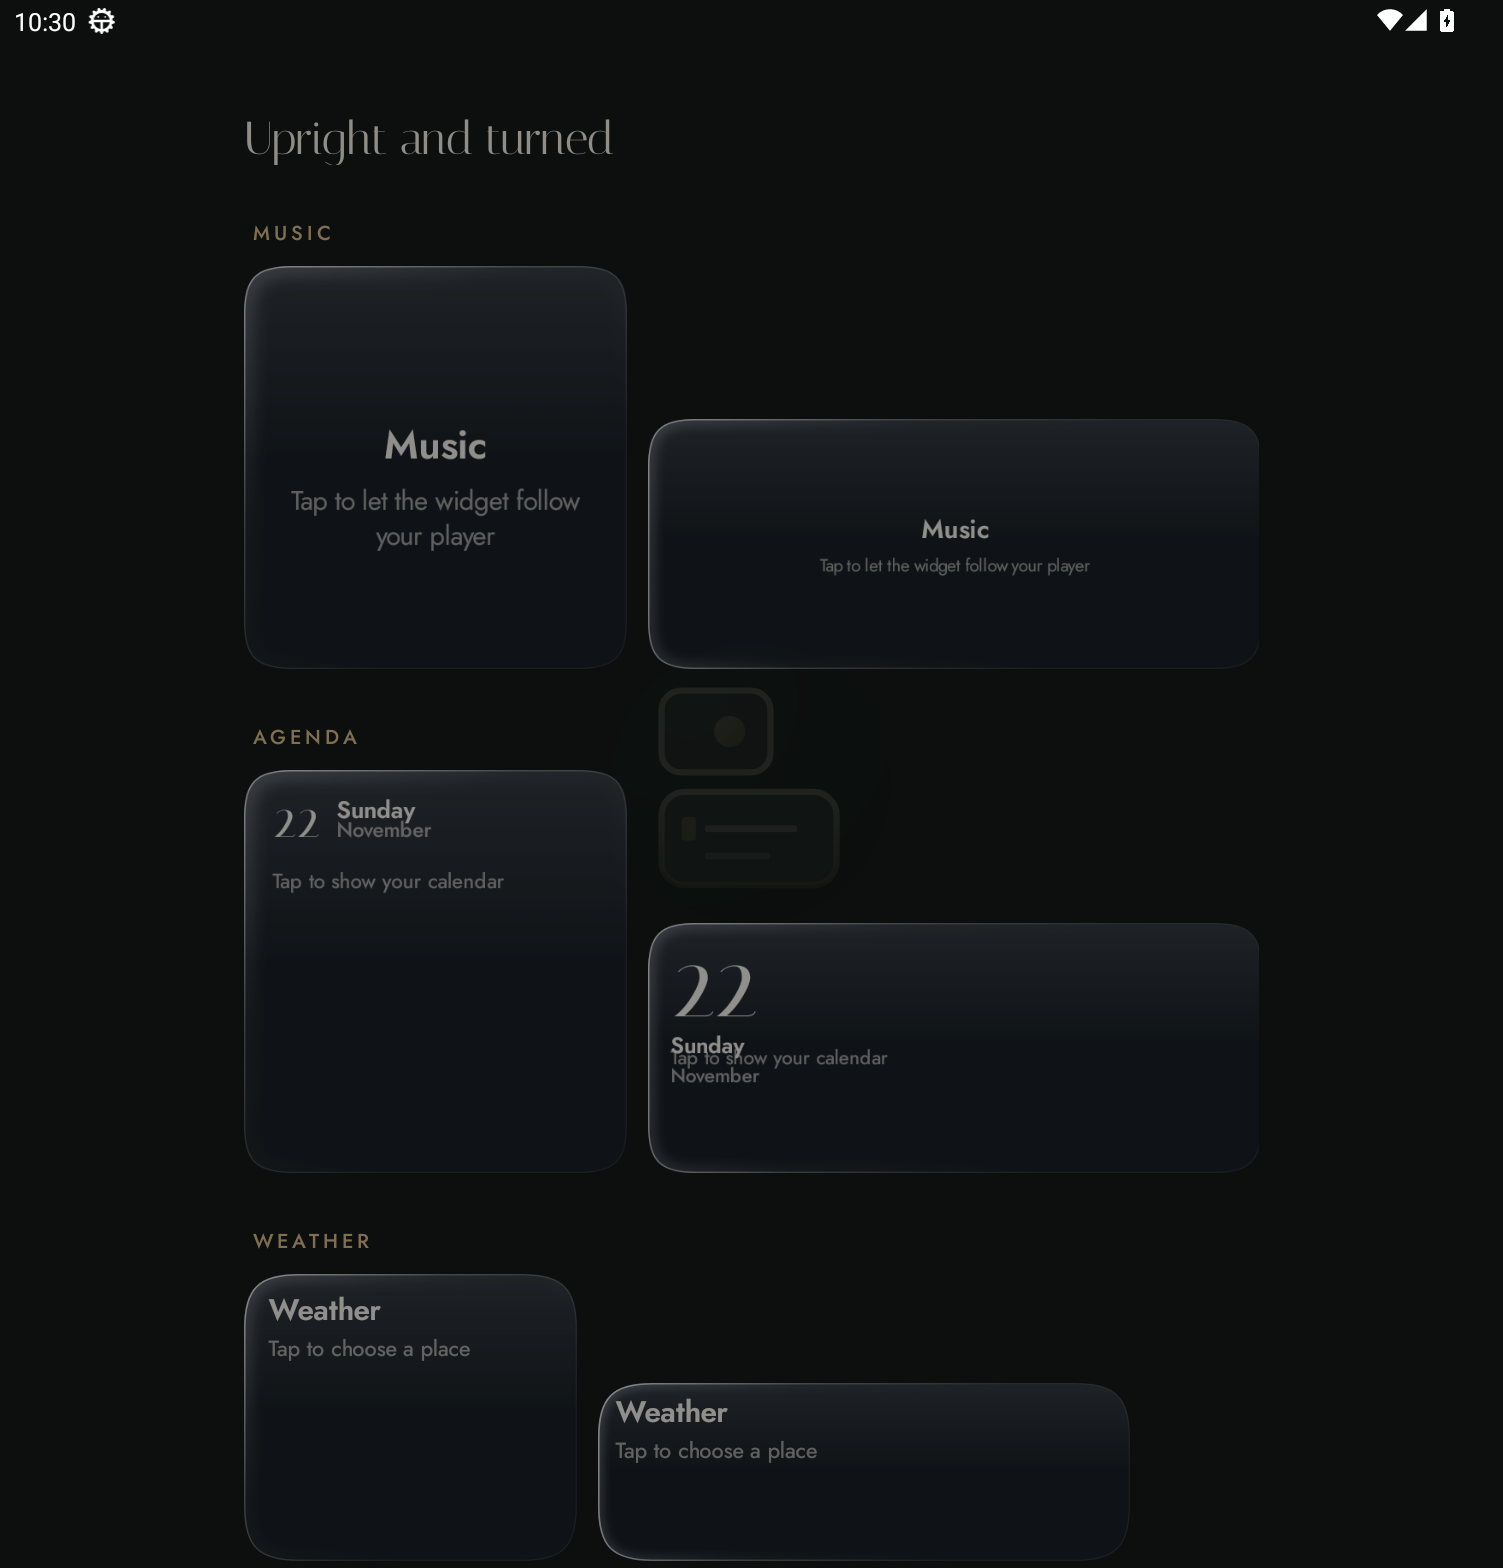 10:30
Upright and turned
MUSIC
Music
Tap to let the widget follow
your player
Music
Tap to let the widget follow your player
AGENDA
22
Sunday
November
Tap to show your calendar
22
Sunday
Tap to show your calendar
November
WEATHER
Weather
Tap to choose a place
Weather
Tap to choose a place